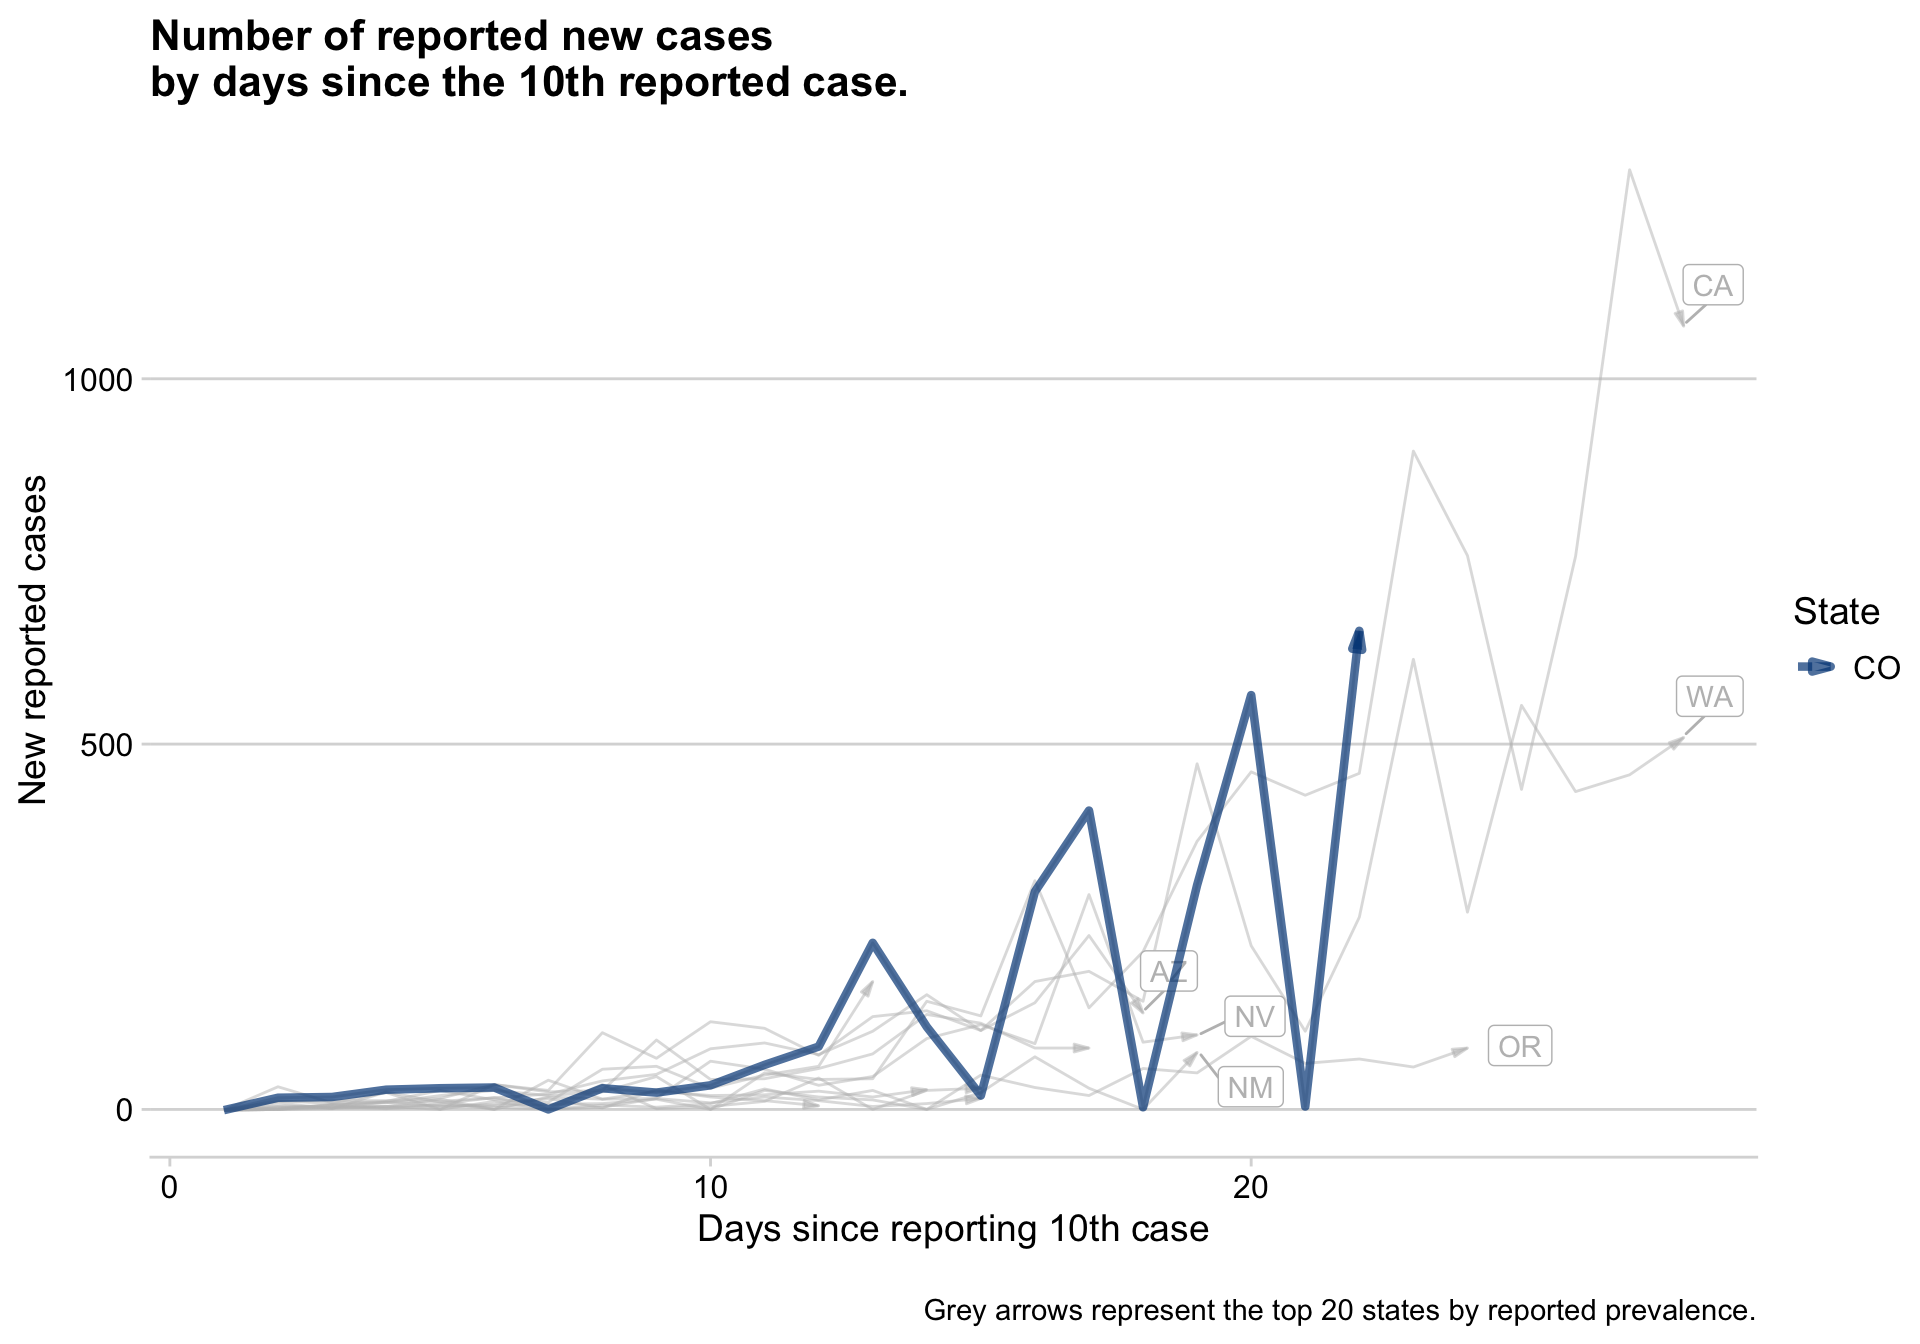 Number of reported new cases
by days since the 10th reported case.
New reported cases
1000
500
0
0
10
20
Days since reporting 10th case
CA
WA
AZ
NV
OR
NM
State
CO
Grey arrows represent the top 20 states by reported prevalence.